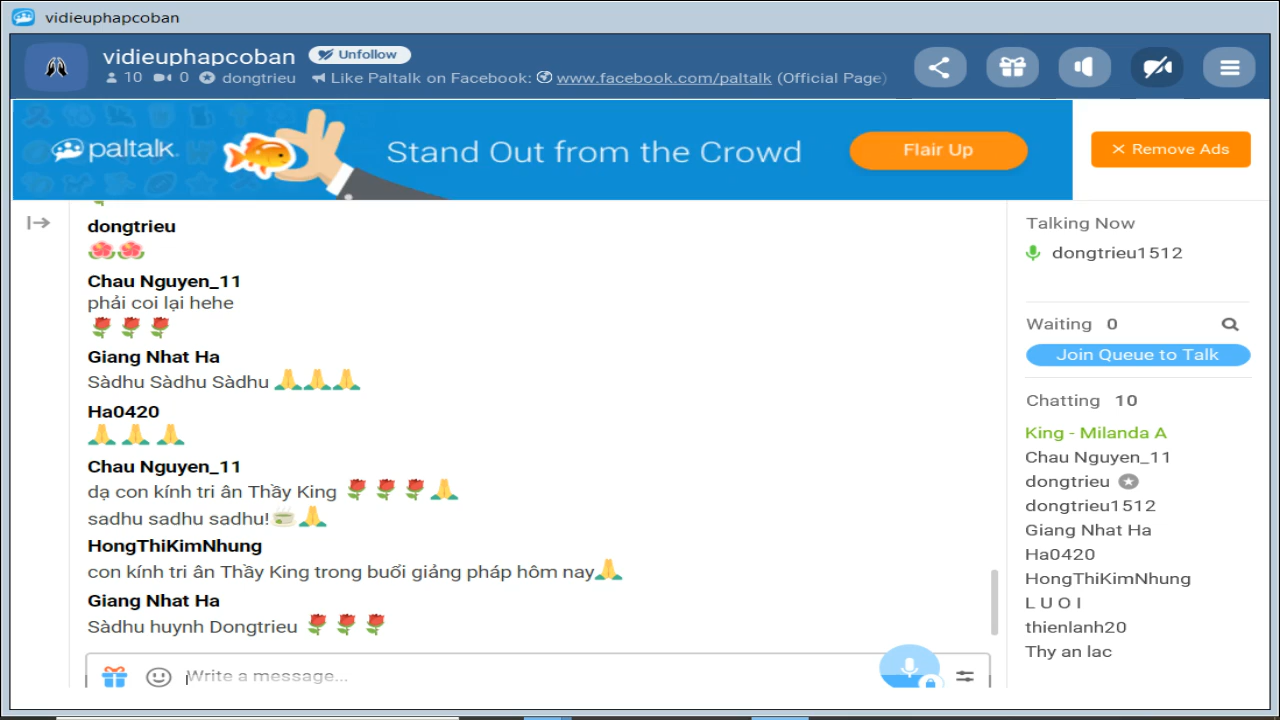 vidieuphapcoban
vidieuphapcoban Unfollow
10 0 dongtrieu Like Paltalk on Facebook: www.facebook.com/paltalk (Official Page)
paltalk Stand Out from the Crowd Flair Up
Remove Ads
dongtrieu
Chau Nguyen_11
phải coi lại hehe
Giang Nhat Ha
Sàdhu Sàdhu Sàdhu
Ha0420
Chau Nguyen_11
dạ con kính tri ân Thầy King
sadhu sadhu sadhu!
HongThiKimNhung
con kính tri ân Thầy King trong buổi giảng pháp hôm nay
Giang Nhat Ha
Sàdhu huynh Dongtrieu
Write a message...
Talking Now
dongtrieu1512
Waiting 0
Join Queue to Talk
Chatting 10
King - Milanda A
Chau Nguyen_11
dongtrieu
dongtrieu1512
Giang Nhat Ha
Ha0420
HongThiKimNhung
L U O I
thienlanh20
Thy an lac